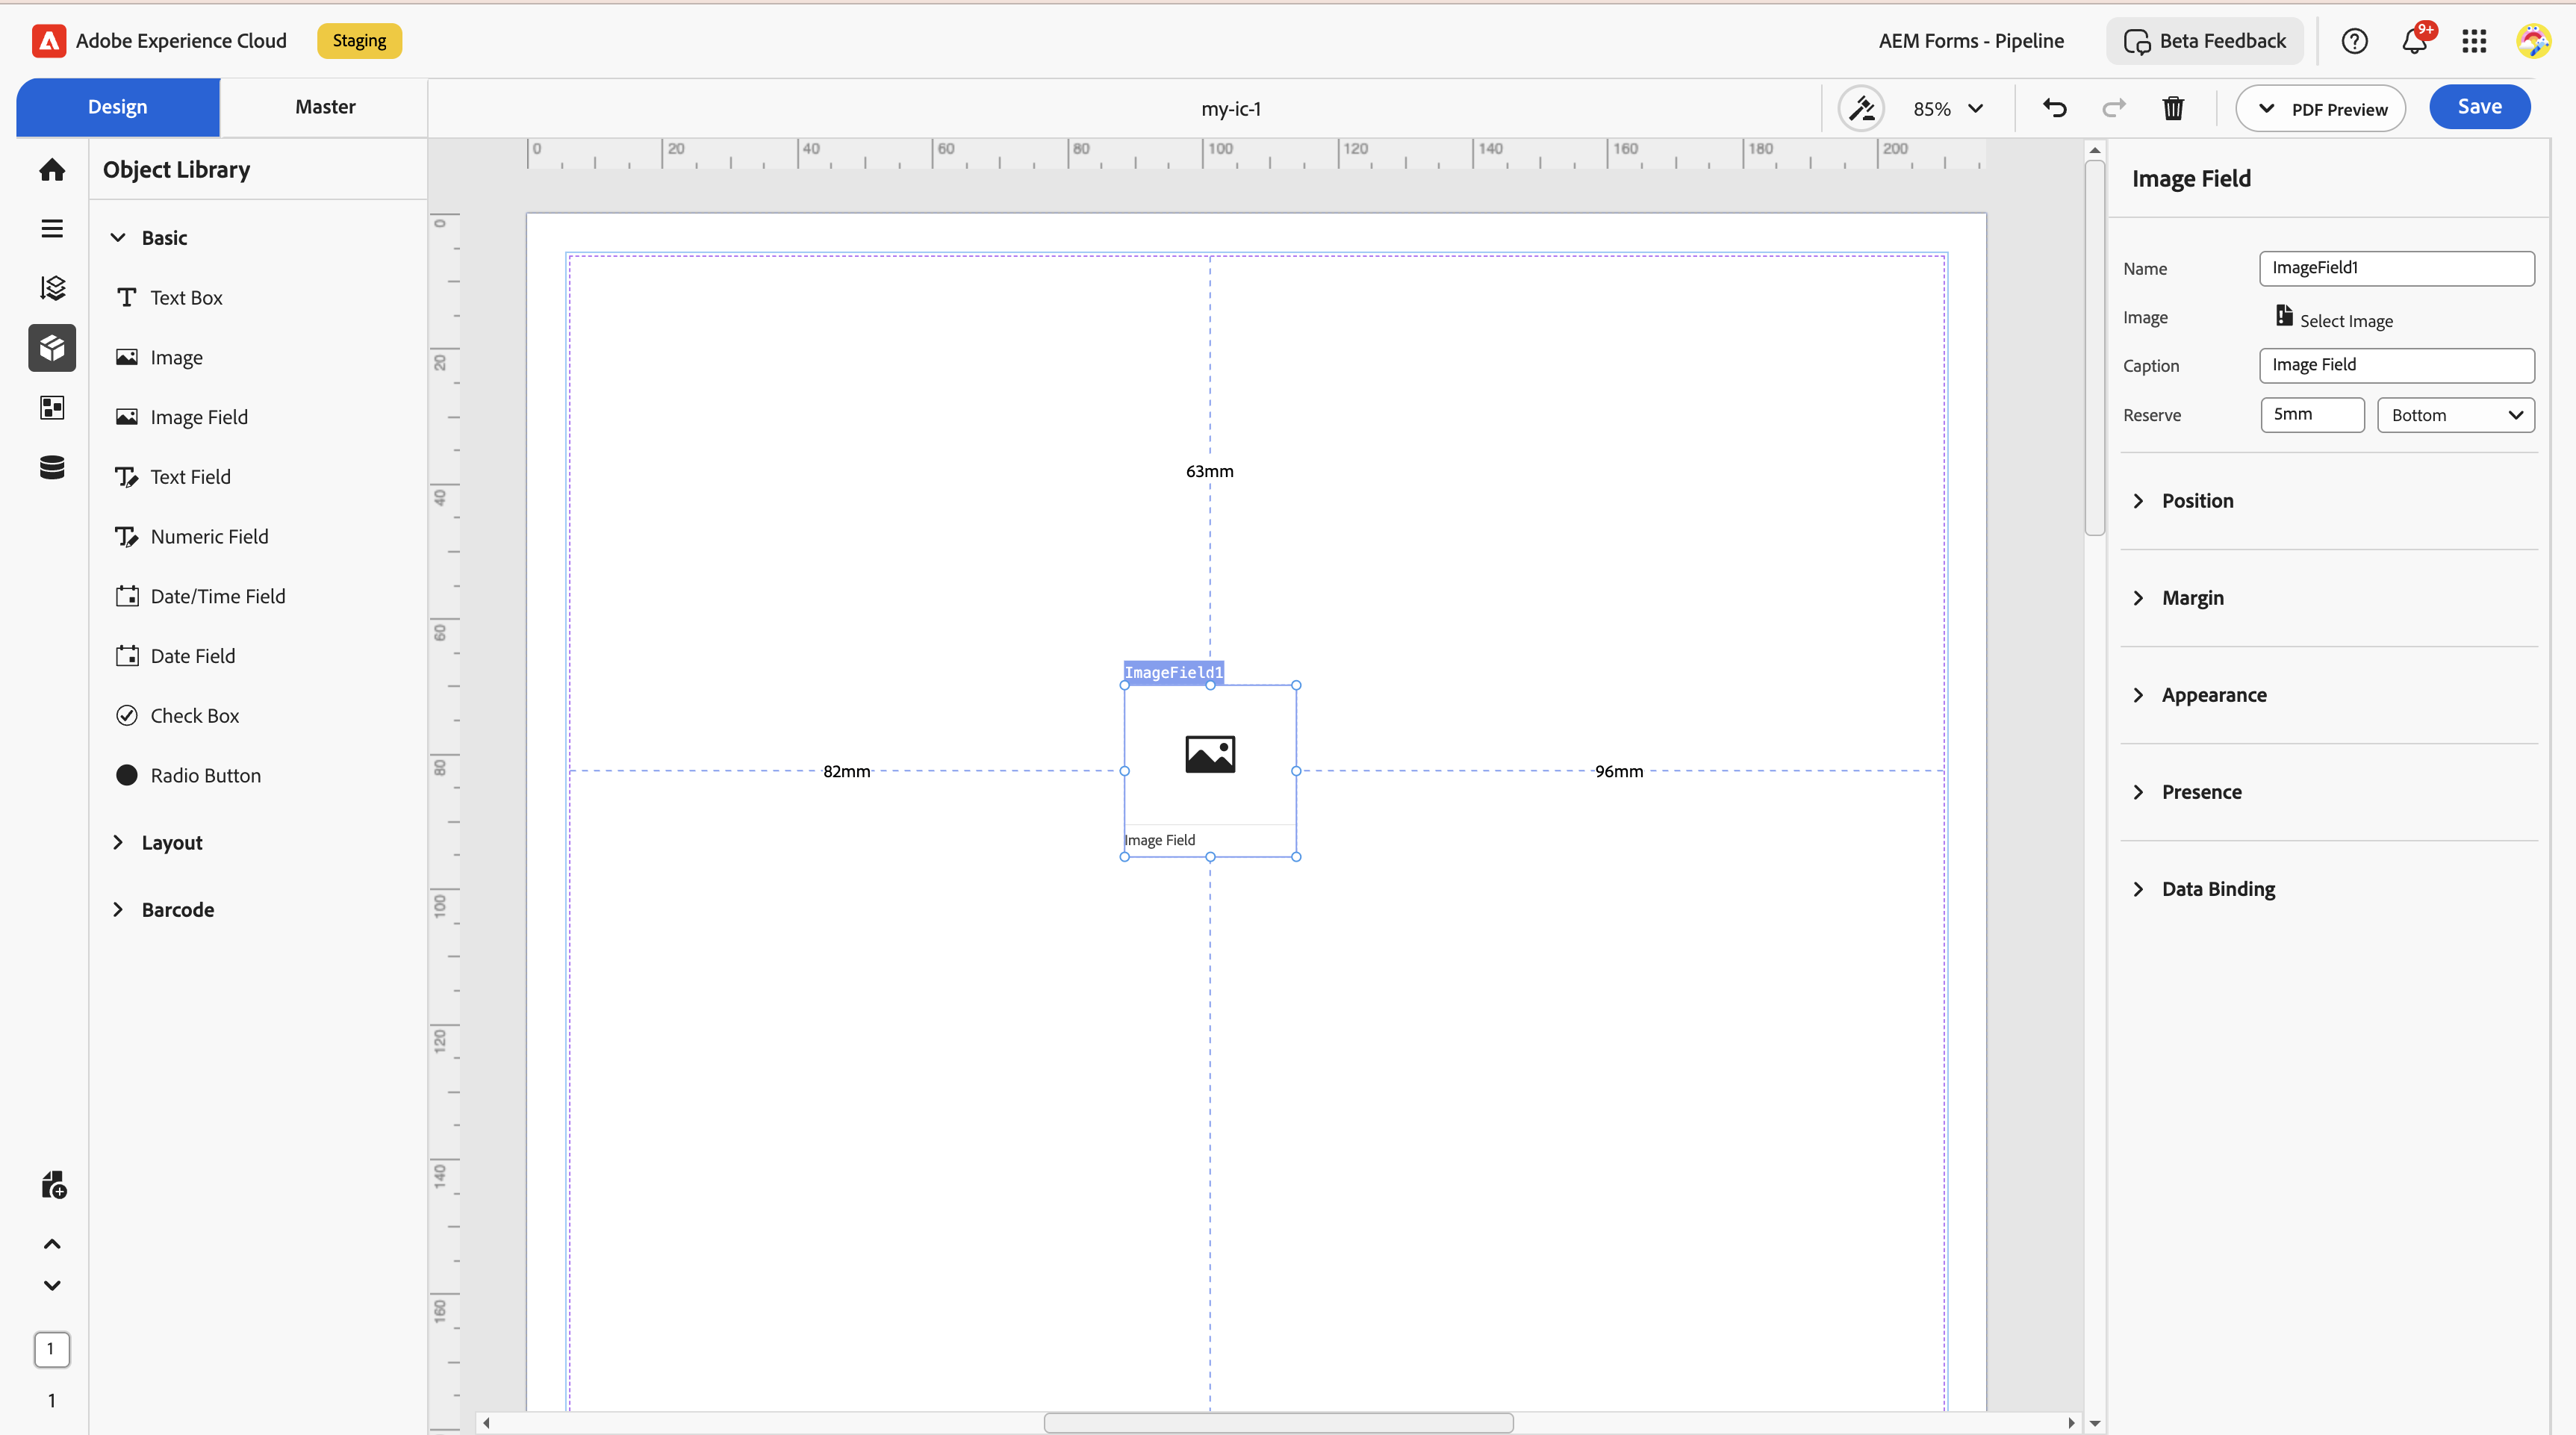 Adobe Experience Cloud
Staging
AEM Forms - Pipeline
Beta Feedback
9+
Design
Master
my-ic-1
85%
PDF Preview
Save
Object Library
Basic
Text Box
Image
Image Field
Text Field
Numeric Field
Date/Time Field
Date Field
Check Box
Radio Button
Layout
Barcode
1
1
0 20 40 60 80 100 120 140 160 180 200
0
20
40
60
80
100
120
140
160
63mm
ImageField1
82mm
96mm
Image Field
Image Field
Name
ImageField1
Image
Select Image
Caption
Image Field
Reserve
5mm
Bottom
Position
Margin
Appearance
Presence
Data Binding